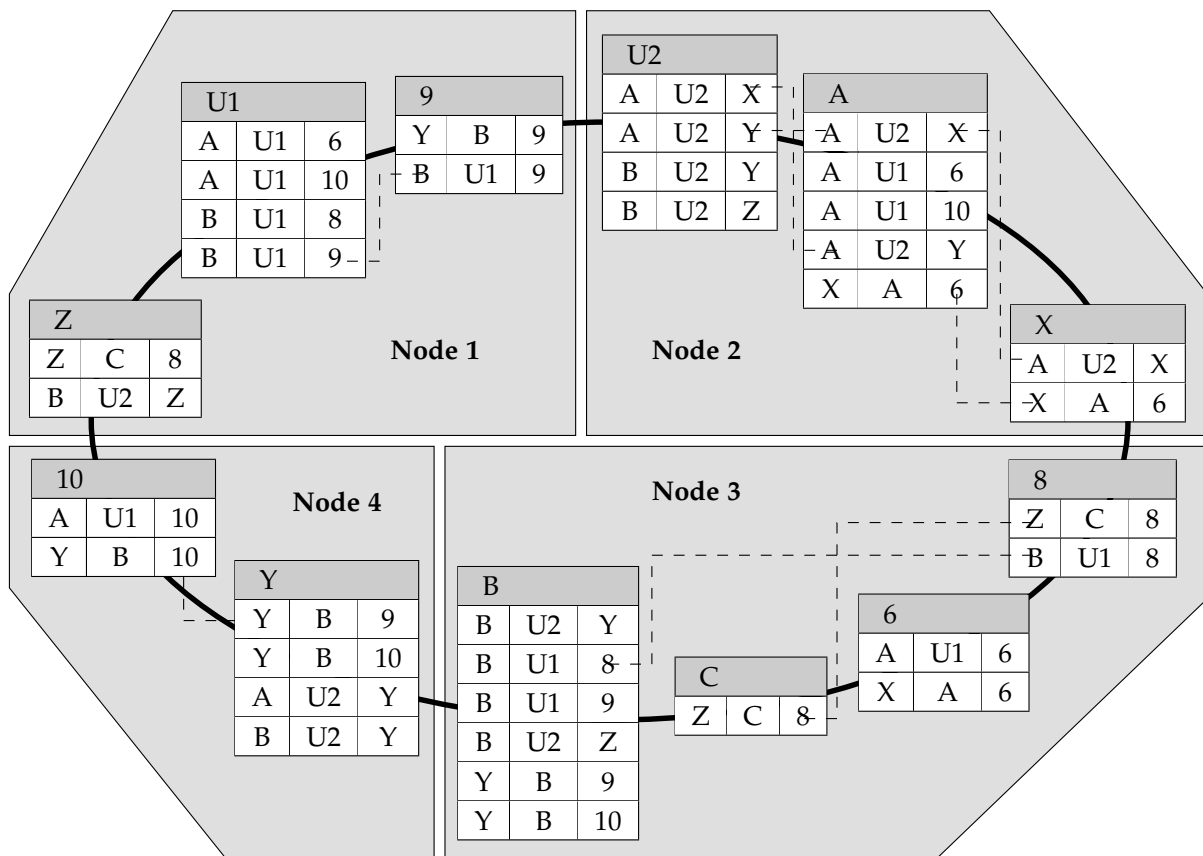 U1
A U1 6
A U1 10
B U1 8
B U1 9
9
Y B 9
B U1 9
Z
Z C 8
B U2 Z
Node 1
U2
A U2 X
A U2 Y
B U2 Y
B U2 Z
A
A U2 X
A U1 6
A U1 10
A U2 Y
X A 6
X
A U2 X
X A 6
Node 2
10
A U1 10
Y B 10
Node 4
Y
Y B 9
Y B 10
A U2 Y
B U2 Y
Node 3
8
Z C 8
B U1 8
B
B U2 Y
B U1 8
B U1 9
B U2 Z
Y B 9
Y B 10
C
Z C 8
6
A U1 6
X A 6